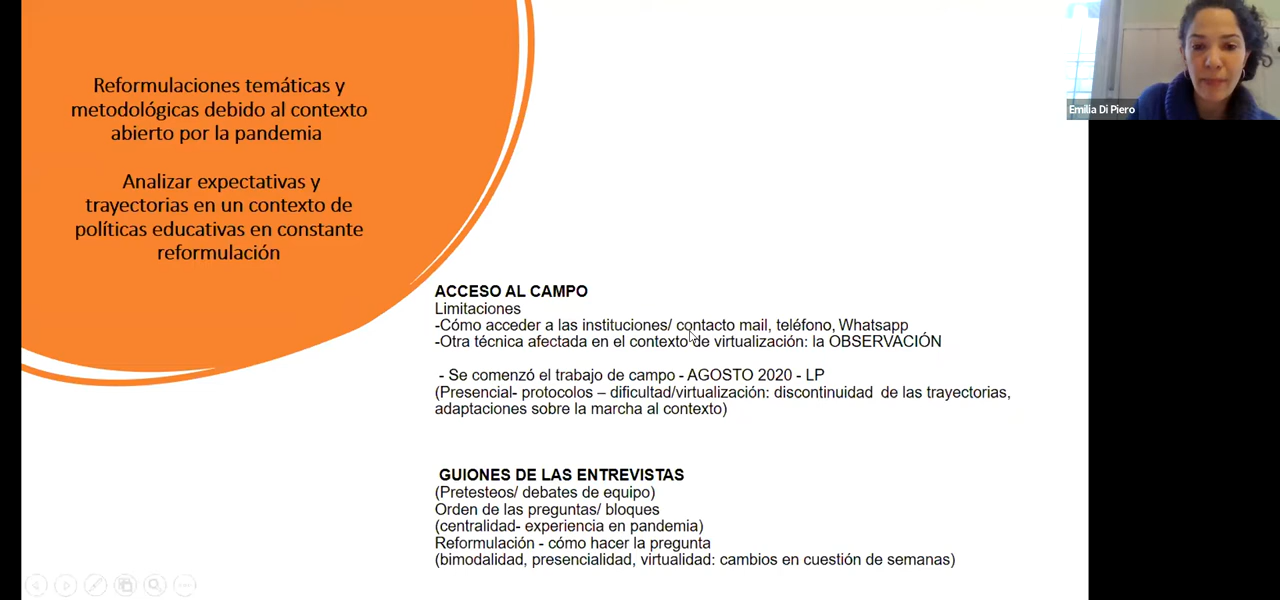 Reformulaciones temáticas y
metodológicas debido al contexto
abierto por la pandemia
Analizar expectativas y
trayectorias en un contexto de
políticas educativas en constante
reformulación
Emilia Di Piero
ACCESO AL CAMPO
Limitaciones
-Cómo acceder a las instituciones/ contacto mail, teléfono, Whatsapp
-Otra técnica afectada en el contexto de virtualización: la OBSERVACIÓN
- Se comenzó el trabajo de campo - AGOSTO 2020 - LP
(Presencial- protocolos – dificultad/virtualización: discontinuidad de las trayectorias,
adaptaciones sobre la marcha al contexto)
GUIONES DE LAS ENTREVISTAS
(Pretesteos/ debates de equipo)
Orden de las preguntas/ bloques
(centralidad- experiencia en pandemia)
Reformulación - cómo hacer la pregunta
(bimodalidad, presencialidad, virtualidad: cambios en cuestión de semanas)